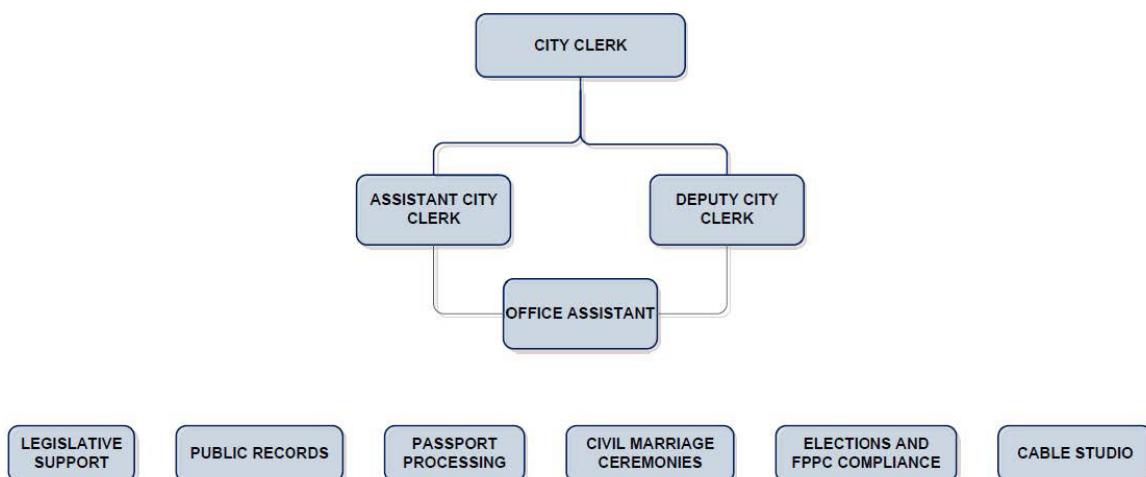 CITY CLERK
ASSISTANT CITY
CLERK
DEPUTY CITY
CLERK
OFFICE ASSISTANT
LEGISLATIVE
SUPPORT
PUBLIC RECORDS
PASSPORT
PROCESSING
CIVIL MARRIAGE
CEREMONIES
ELECTIONS AND
FPPC COMPLIANCE
CABLE STUDIO